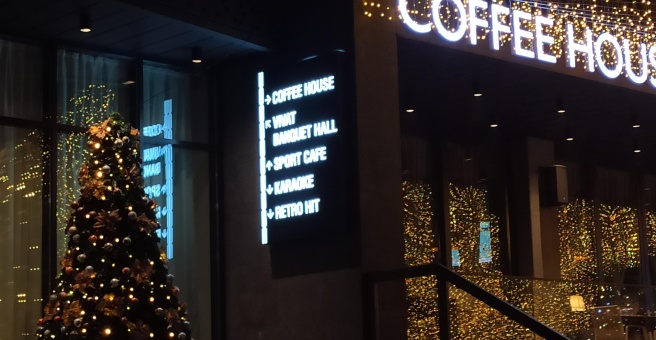 COFFEE HOUS
→ COFFEE HOUSE
↖ VIVAT
BANQUET HALL
→ SPORT CAFE
↓ KARAOKE
↓ RETRO HIT